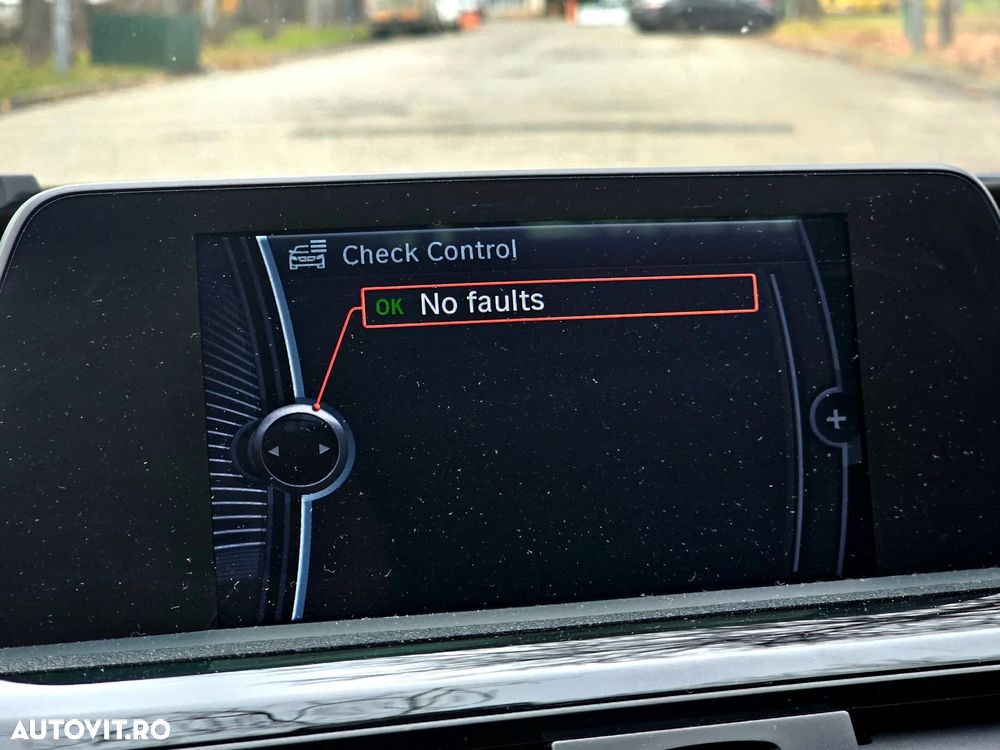 Check Control
OK No faults
AUTOVIT.RO